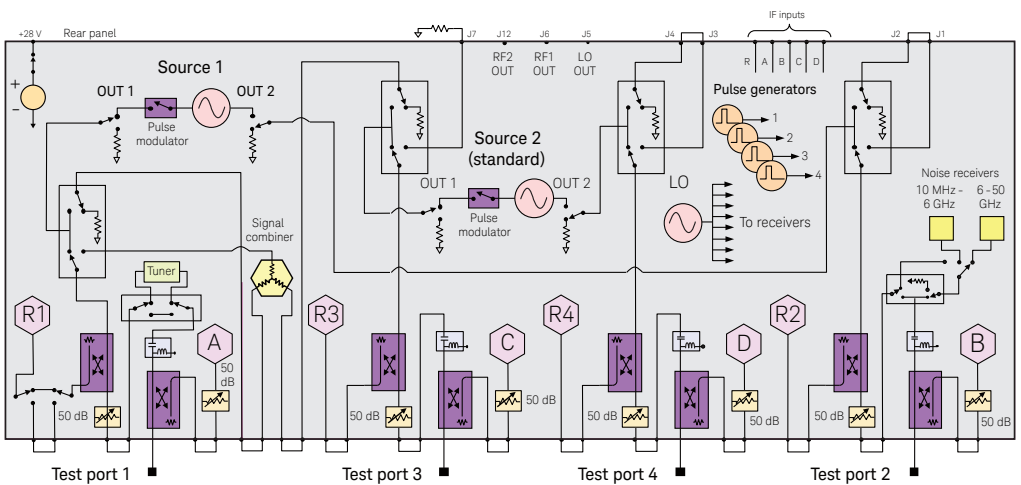 IF inputs
+28 V
Rear panel
J7
J12
J6
J5
J4
J3
J2
J1
RF2
OUT
RF1
OUT
LO
OUT
R
A
B
C
D
+
−
Source 1
OUT 1
OUT 2
Pulse
modulator
Source 2
(standard)
OUT 1
OUT 2
Pulse
modulator
Pulse generators
1
2
3
4
LO
To receivers
Noise receivers
10 MHz -
6 GHz
6 -50
GHz
Signal
combiner
Tuner
R1
A
R3
C
R4
D
R2
B
50
dB
50 dB
50 dB
50 dB
50 dB
50 dB
50 dB
Test port 1
Test port 3
Test port 4
Test port 2